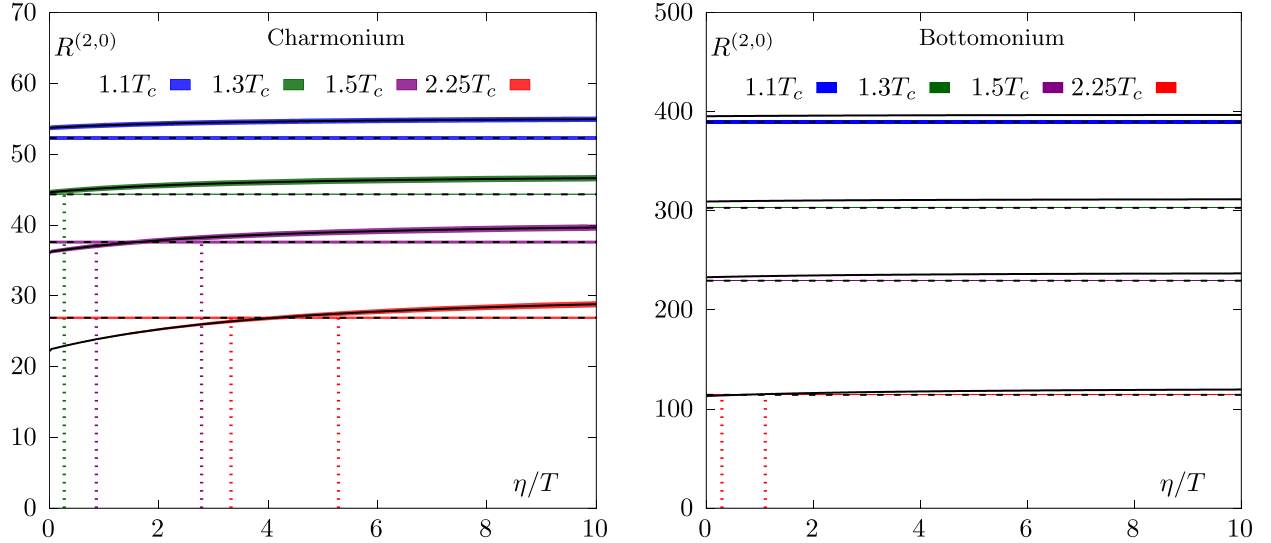 Charmonium
R^(2,0)
1.1T_c 1.3T_c 1.5T_c 2.25T_c
70
60
50
40
30
20
10
0
η/T
0 2 4 6 8 10
Bottomonium
R^(2,0)
1.1T_c 1.3T_c 1.5T_c 2.25T_c
500
400
300
200
100
0
η/T
0 2 4 6 8 10